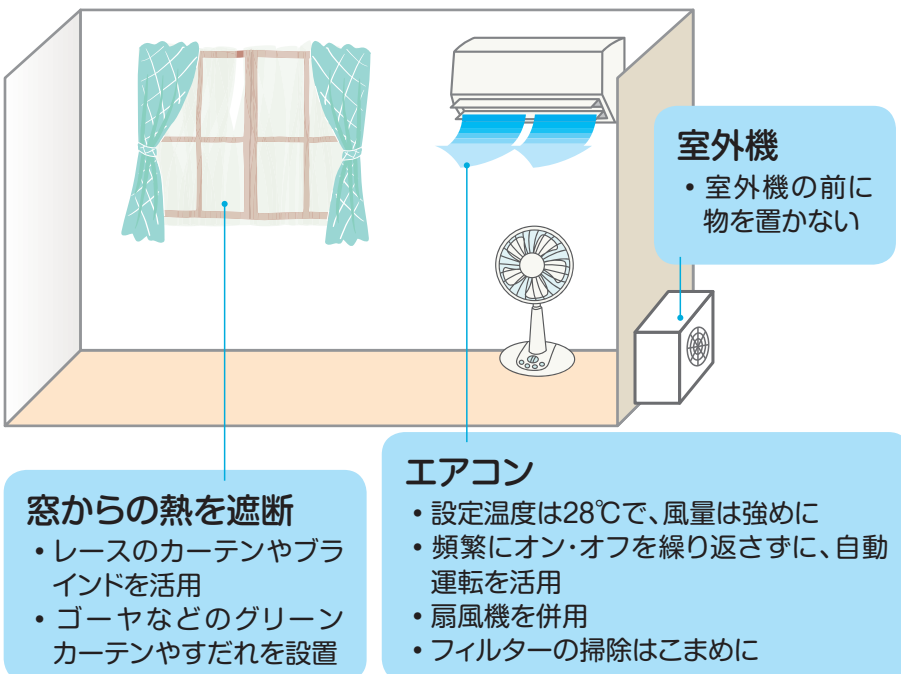 室外機
• 室外機の前に
物を置かない
窓からの熱を遮断
• レースのカーテンやブラ
インドを活用
• ゴーヤなどのグリーン
カーテンやすだれを設置
エアコン
• 設定温度は28℃で、風量は強めに
• 頻繁にオン・オフを繰り返さずに、自動
運転を活用
• 扇風機を併用
• フィルターの掃除はこまめに